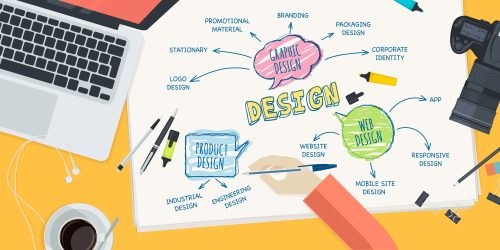 BRANDING
PROMOTIONAL
MATERIAL
PACKAGING
DESIGN
STATIONARY
CORPORATE
IDENTITY
GRAPHIC
DESIGN
LOGO
DESIGN
DESIGN
APP
WEB
DESIGN
PRODUCT
DESIGN
WEBSITE
DESIGN
RESPONSIVE
DESIGN
MOBILE SITE
DESIGN
INDUSTRIAL
DESIGN
ENGINEERING
DESIGN